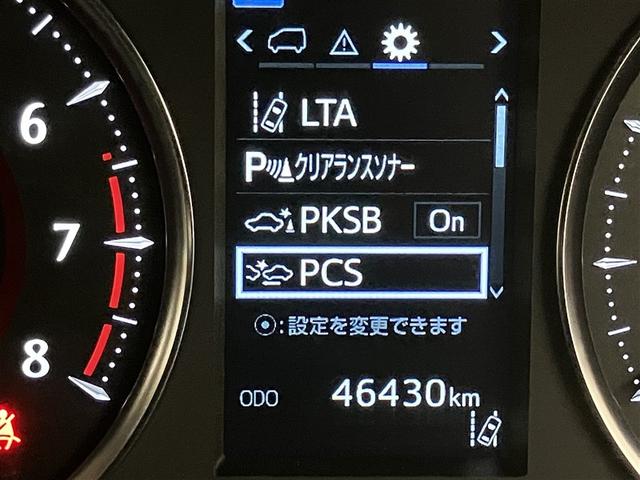 LTA
P クリアランスソナー
PKSB On
PCS
:設定を変更できます
ODO 46430km
6
7
8